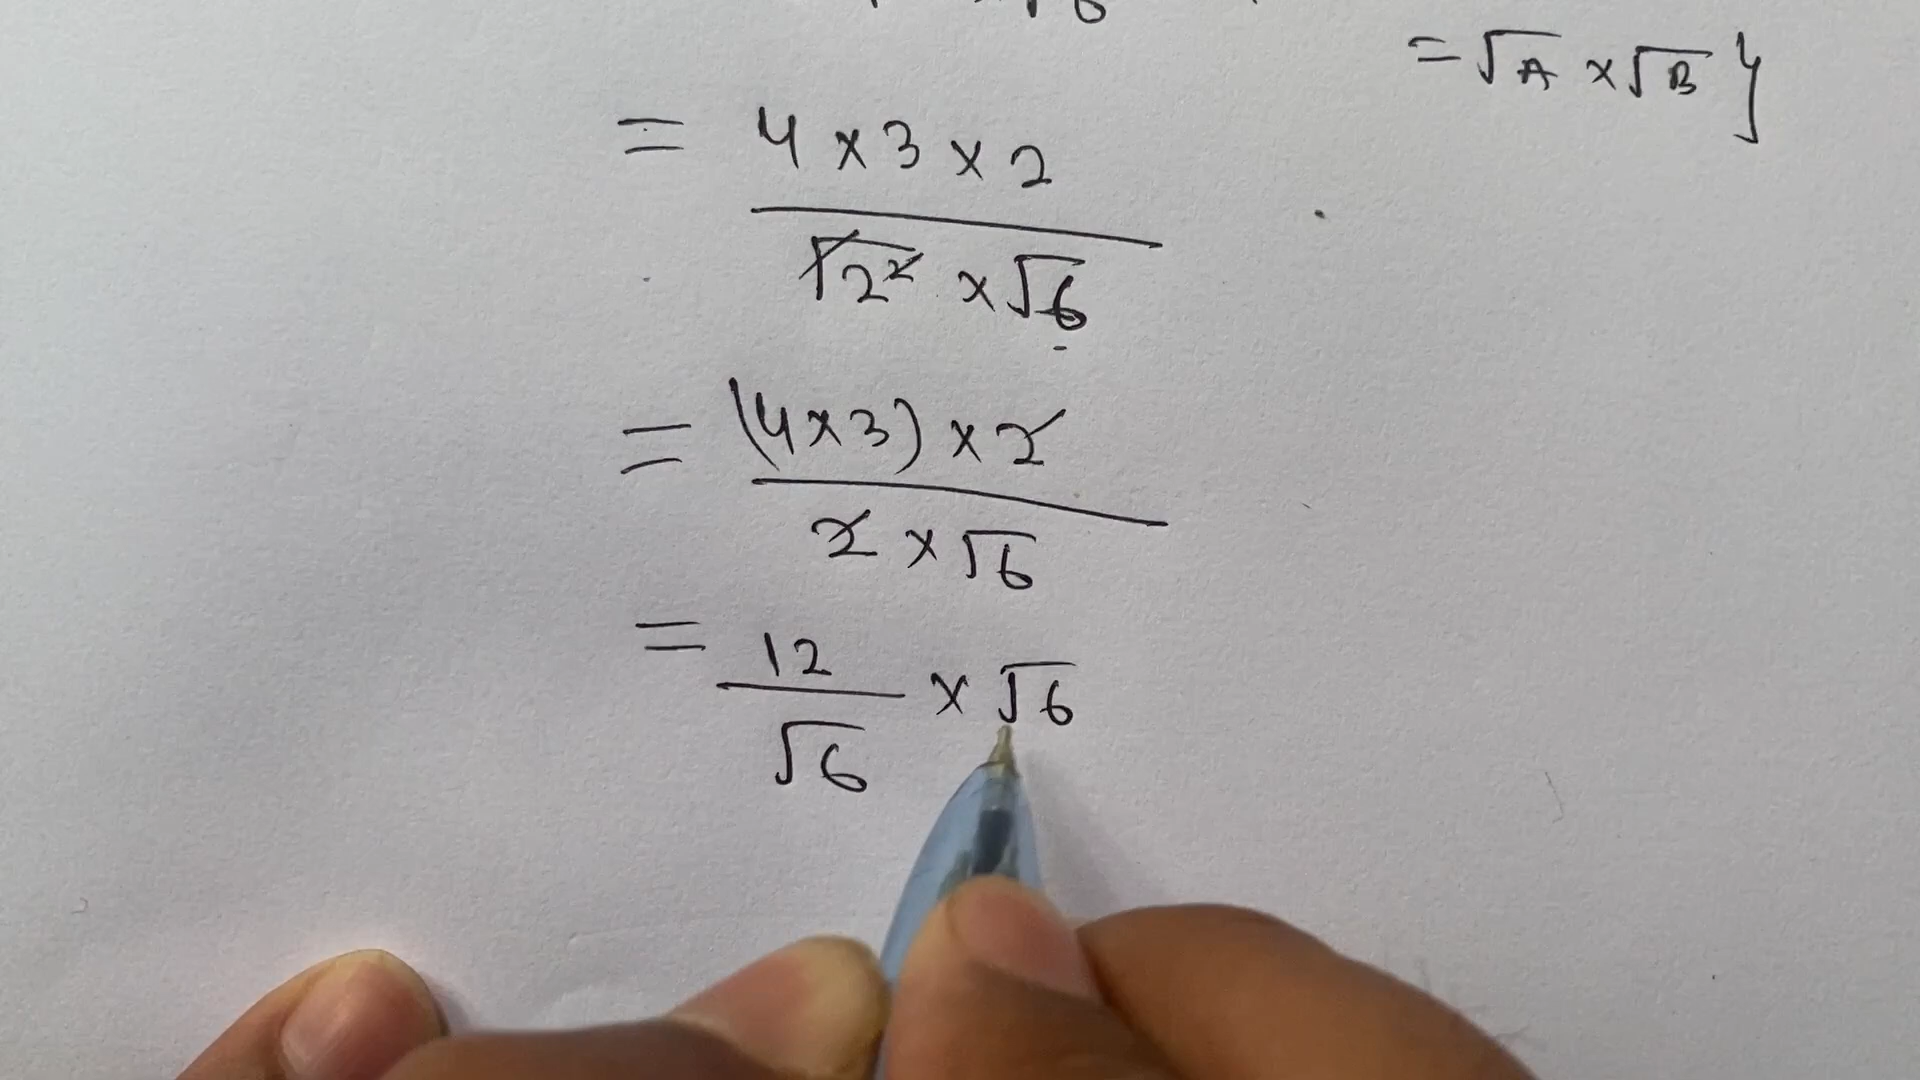 = √A × √B }
= 4 × 3 × 2
√2² × √6
= (4 × 3) × 2
2 × √6
= 12 × √6
√6